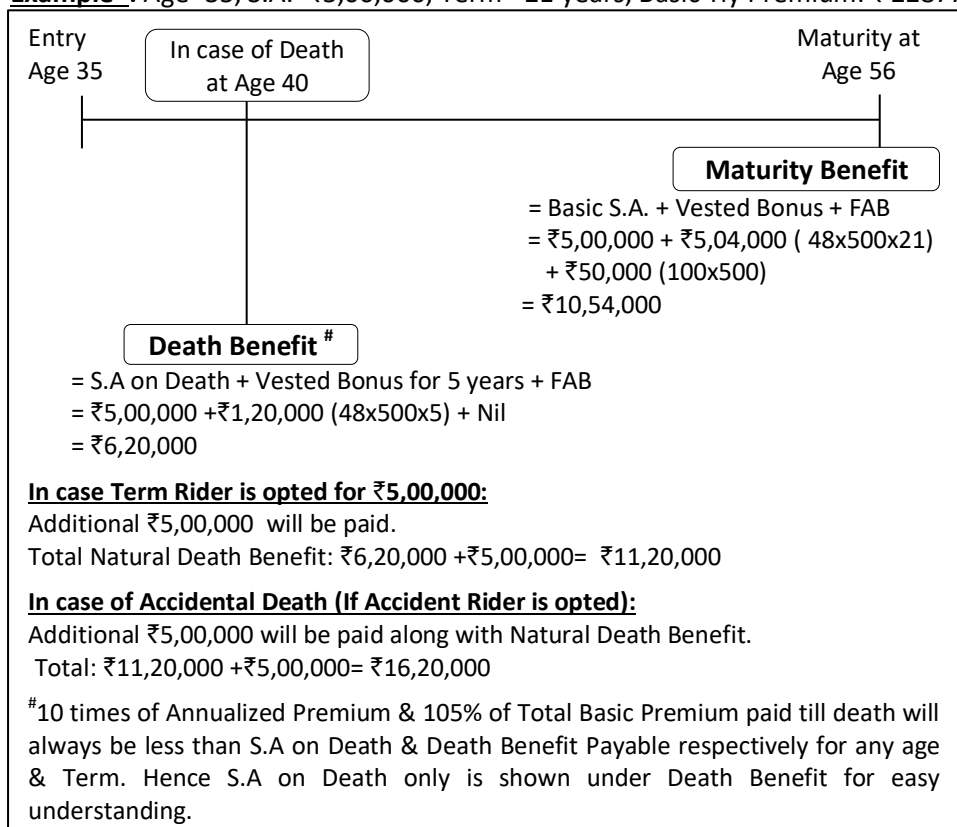 Entry
Age 35
In case of Death
at Age 40
Maturity at
Age 56
Maturity Benefit
= Basic S.A. + Vested Bonus + FAB
= ₹5,00,000 + ₹5,04,000 ( 48x500x21)
+ ₹50,000 (100x500)
= ₹10,54,000
Death Benefit #
= S.A on Death + Vested Bonus for 5 years + FAB
= ₹5,00,000 +₹1,20,000 (48x500x5) + Nil
= ₹6,20,000
In case Term Rider is opted for ₹5,00,000:
Additional ₹5,00,000 will be paid.
Total Natural Death Benefit: ₹6,20,000 +₹5,00,000= ₹11,20,000
In case of Accidental Death (If Accident Rider is opted):
Additional ₹5,00,000 will be paid along with Natural Death Benefit.
Total: ₹11,20,000 +₹5,00,000= ₹16,20,000
#10 times of Annualized Premium & 105% of Total Basic Premium paid till death will
always be less than S.A on Death & Death Benefit Payable respectively for any age
& Term. Hence S.A on Death only is shown under Death Benefit for easy
understanding.